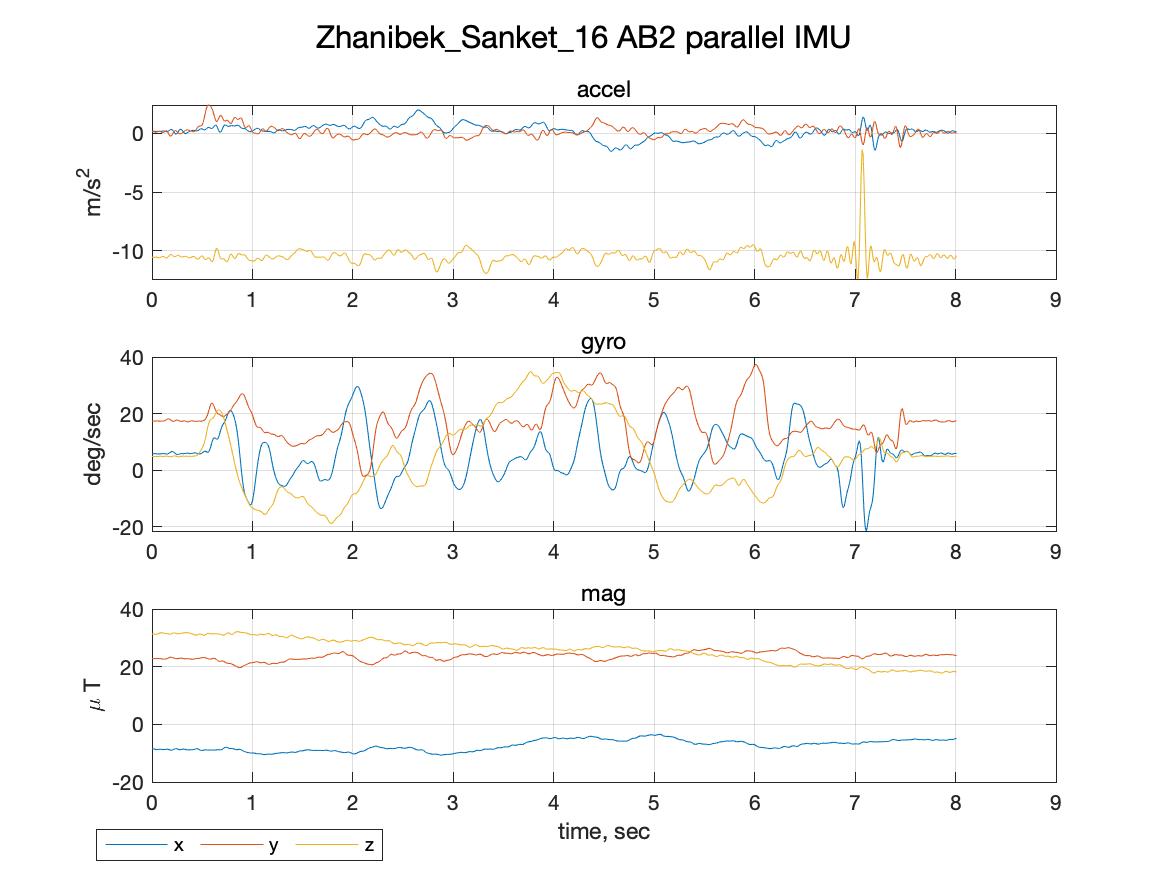 Zhanibek_Sanket_16 AB2 parallel IMU
accel
m/s2
0
-5
-10
0 1 2 3 4 5 6 7 8 9
gyro
deg/sec
40
20
0
-20
0 1 2 3 4 5 6 7 8 9
mag
μ T
40
20
0
-20
0 1 2 3 4 5 6 7 8 9
time, sec
x y z